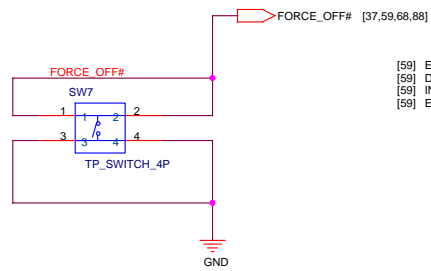 FORCE_OFF# [37,59,68,88]
FORCE_OFF#
[59] E
[59] D
[59] IN
[59] E
SW7
1 1 2 2
3 3 4 4
TP_SWITCH_4P
GND